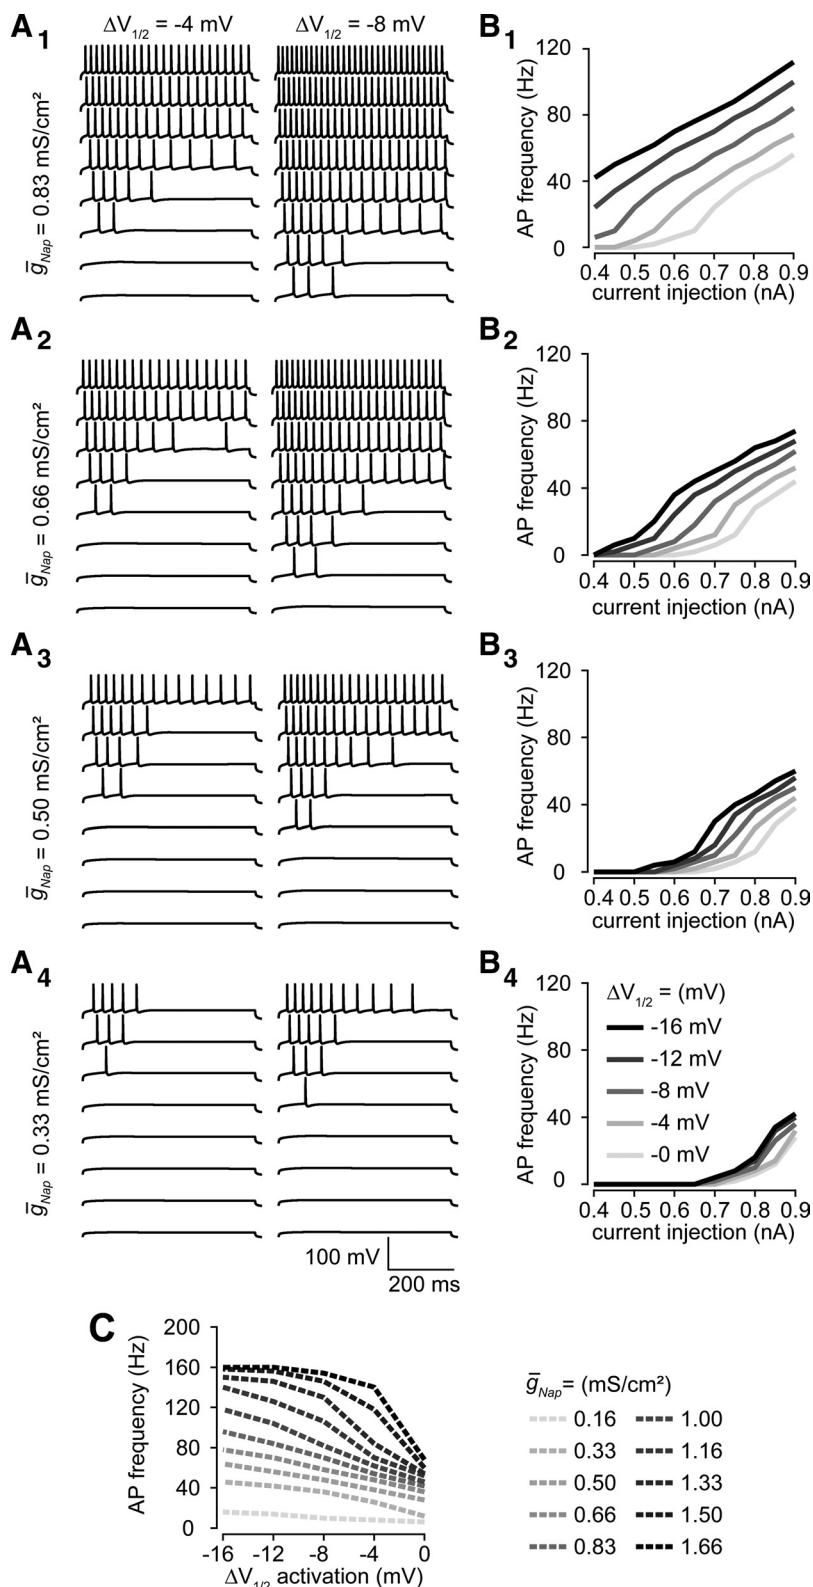 A1
ΔV1/2 = -4 mV
ΔV1/2 = -8 mV
ḡNap = 0.83 mS/cm²
B1
AP frequency (Hz)
120
80
40
0
0.4 0.5 0.6 0.7 0.8 0.9
current injection (nA)
A2
ḡNap = 0.66 mS/cm²
B2
AP frequency (Hz)
120
80
40
0
0.4 0.5 0.6 0.7 0.8 0.9
current injection (nA)
A3
ḡNap = 0.50 mS/cm²
B3
AP frequency (Hz)
120
80
40
0
0.4 0.5 0.6 0.7 0.8 0.9
current injection (nA)
A4
ḡNap = 0.33 mS/cm²
100 mV
200 ms
B4
AP frequency (Hz)
120
80
40
0
ΔV1/2 = (mV)
-16 mV
-12 mV
-8 mV
-4 mV
-0 mV
0.4 0.5 0.6 0.7 0.8 0.9
current injection (nA)
C
AP frequency (Hz)
200
160
120
80
40
0
-16 -12 -8 -4 0
ΔV1/2 activation (mV)
ḡNap= (mS/cm²)
0.16 1.00
0.33 1.16
0.50 1.33
0.66 1.50
0.83 1.66